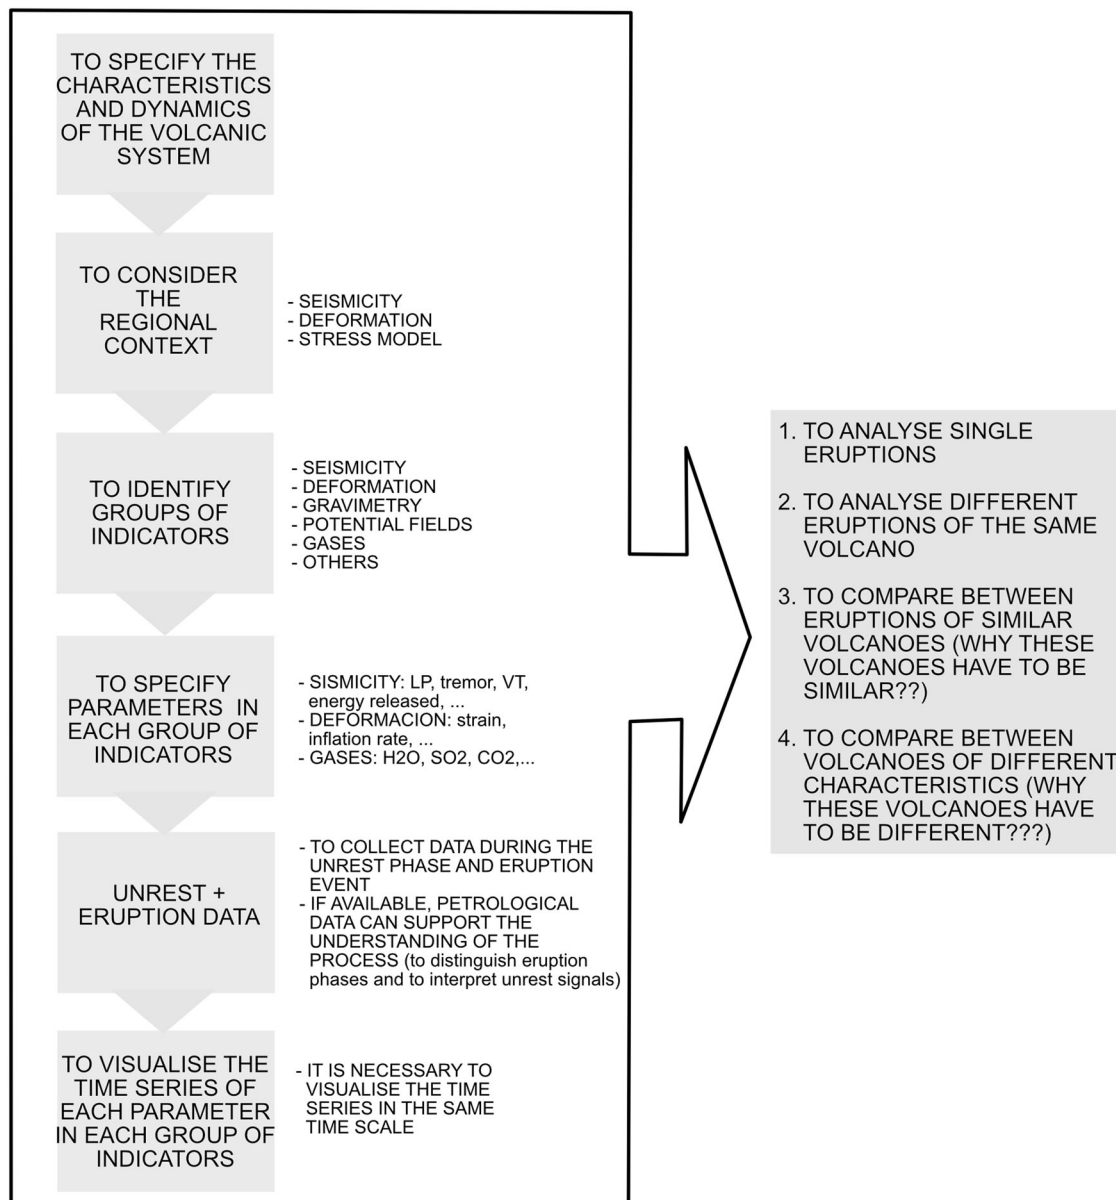 TO SPECIFY THE
CHARACTERISTICS
AND DYNAMICS
OF THE VOLCANIC
SYSTEM
TO CONSIDER
THE
REGIONAL
CONTEXT
- SEISMICITY
- DEFORMATION
- STRESS MODEL
TO IDENTIFY
GROUPS OF
INDICATORS
- SEISMICITY
- DEFORMATION
- GRAVIMETRY
- POTENTIAL FIELDS
- GASES
- OTHERS
TO SPECIFY
PARAMETERS IN
EACH GROUP OF
INDICATORS
- SISMICITY: LP, tremor, VT,
energy released, ...
- DEFORMACION: strain,
inflation rate, ...
- GASES: H2O, SO2, CO2,...
UNREST +
ERUPTION DATA
- TO COLLECT DATA DURING THE
UNREST PHASE AND ERUPTION
EVENT
- IF AVAILABLE, PETROLOGICAL
DATA CAN SUPPORT THE
UNDERSTANDING OF THE
PROCESS (to distinguish eruption
phases and to interpret unrest signals)
TO VISUALISE THE
TIME SERIES OF
EACH PARAMETER
IN EACH GROUP OF
INDICATORS
- IT IS NECESSARY TO
VISUALISE THE TIME
SERIES IN THE SAME
TIME SCALE
1. TO ANALYSE SINGLE
ERUPTIONS
2. TO ANALYSE DIFFERENT
ERUPTIONS OF THE SAME
VOLCANO
3. TO COMPARE BETWEEN
ERUPTIONS OF SIMILAR
VOLCANOES (WHY THESE
VOLCANOES HAVE TO BE
SIMILAR??)
4. TO COMPARE BETWEEN
VOLCANOES OF DIFFERENT
CHARACTERISTICS (WHY
THESE VOLCANOES HAVE
TO BE DIFFERENT???)